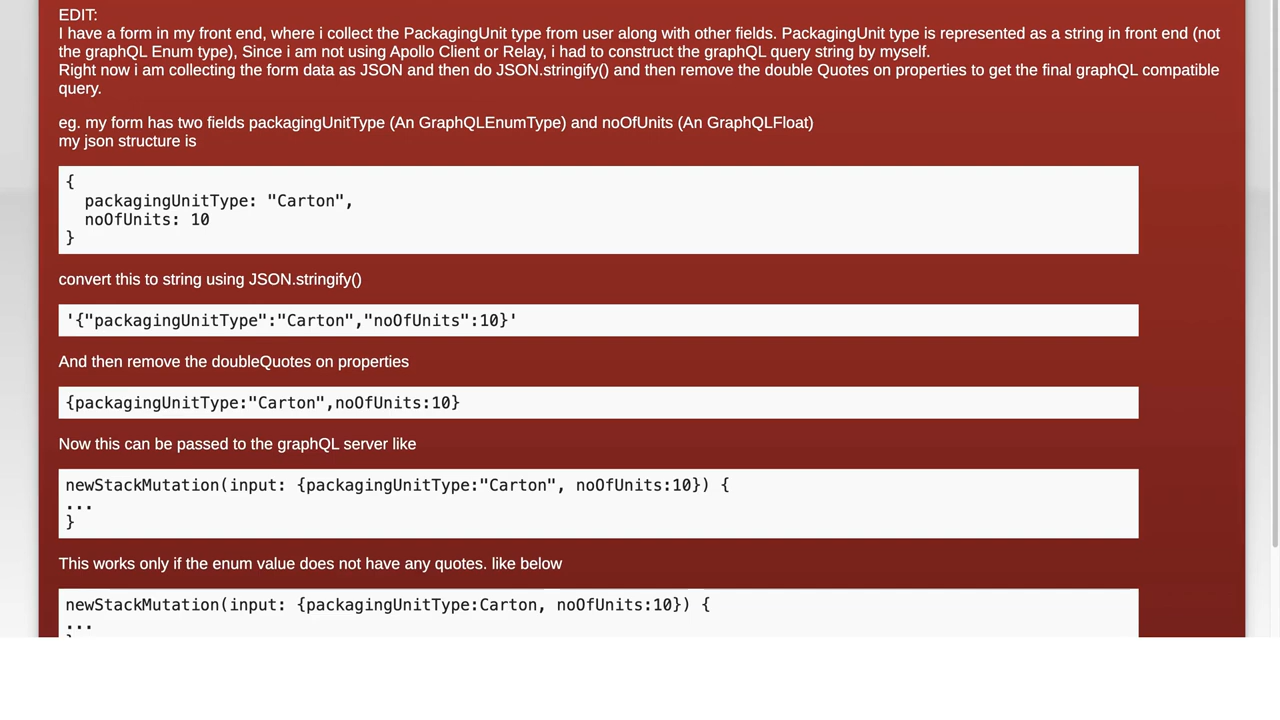 EDIT:
I have a form in my front end, where i collect the PackagingUnit type from user along with other fields. PackagingUnit type is represented as a string in front end (not
the graphQL Enum type), Since i am not using Apollo Client or Relay, i had to construct the graphQL query string by myself.
Right now i am collecting the form data as JSON and then do JSON.stringify() and then remove the double Quotes on properties to get the final graphQL compatible
query.
eg. my form has two fields packagingUnitType (An GraphQLEnumType) and noOfUnits (An GraphQLFloat)
my json structure is
{
packagingUnitType: "Carton",
noOfUnits: 10
}
convert this to string using JSON.stringify()
'{"packagingUnitType":"Carton","noOfUnits":10}'
And then remove the doubleQuotes on properties
{packagingUnitType:"Carton",noOfUnits:10}
Now this can be passed to the graphQL server like
newStackMutation(input: {packagingUnitType:"Carton", noOfUnits:10}) {
...
}
This works only if the enum value does not have any quotes. like below
newStackMutation(input: {packagingUnitType:Carton, noOfUnits:10}) {
...